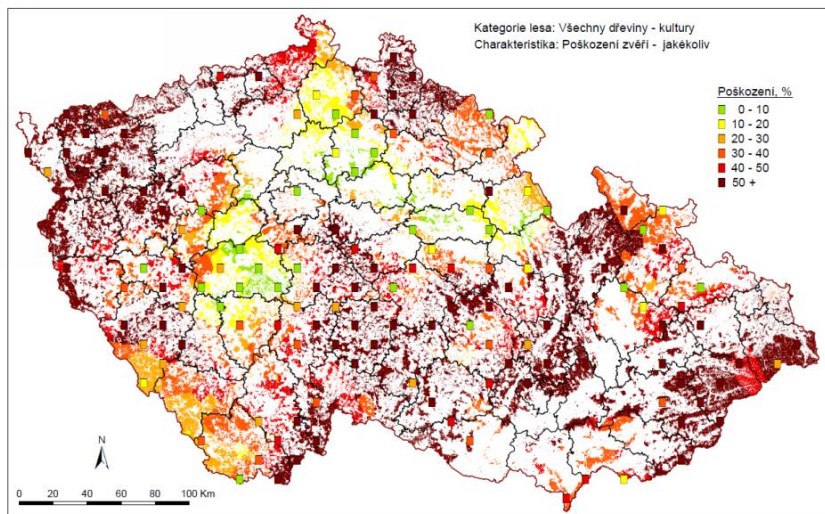 Kategorie lesa: Všechny dřeviny - kultury
Charakteristika: Poškození zvěří - jakékoliv
Poškození, %
0 - 10
10 - 20
20 - 30
30 - 40
40 - 50
50 +
N
0 20 40 60 80 100 Km